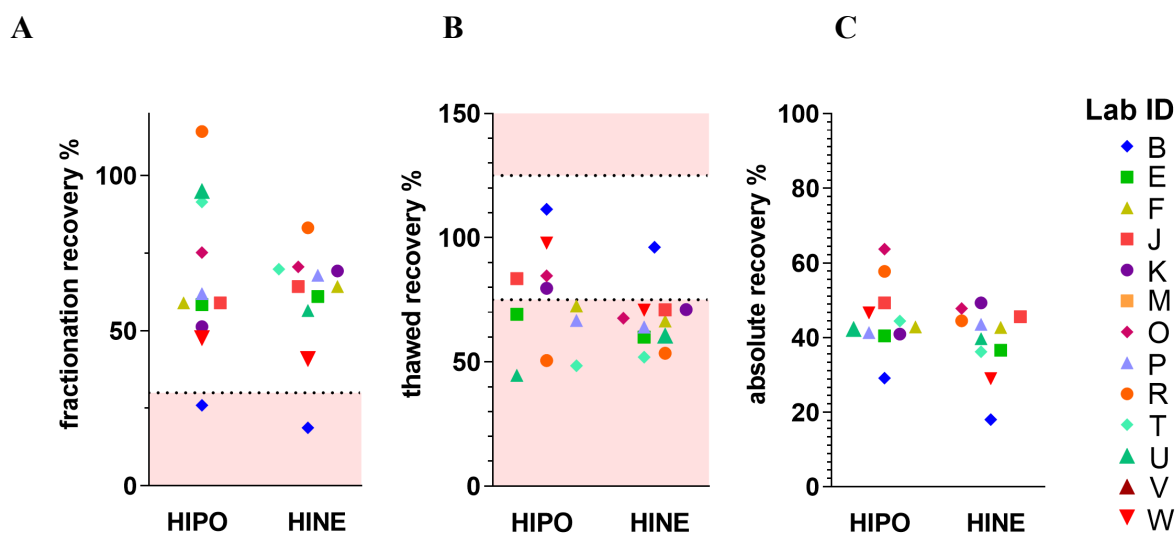 A
B
C
fractionation recovery %
100
50
0
HIPO HINE
thawed recovery %
150
100
50
0
HIPO HINE
absolute recovery %
100
80
60
40
20
0
HIPO HINE
Lab ID
B
E
F
J
K
M
O
P
R
T
U
V
W